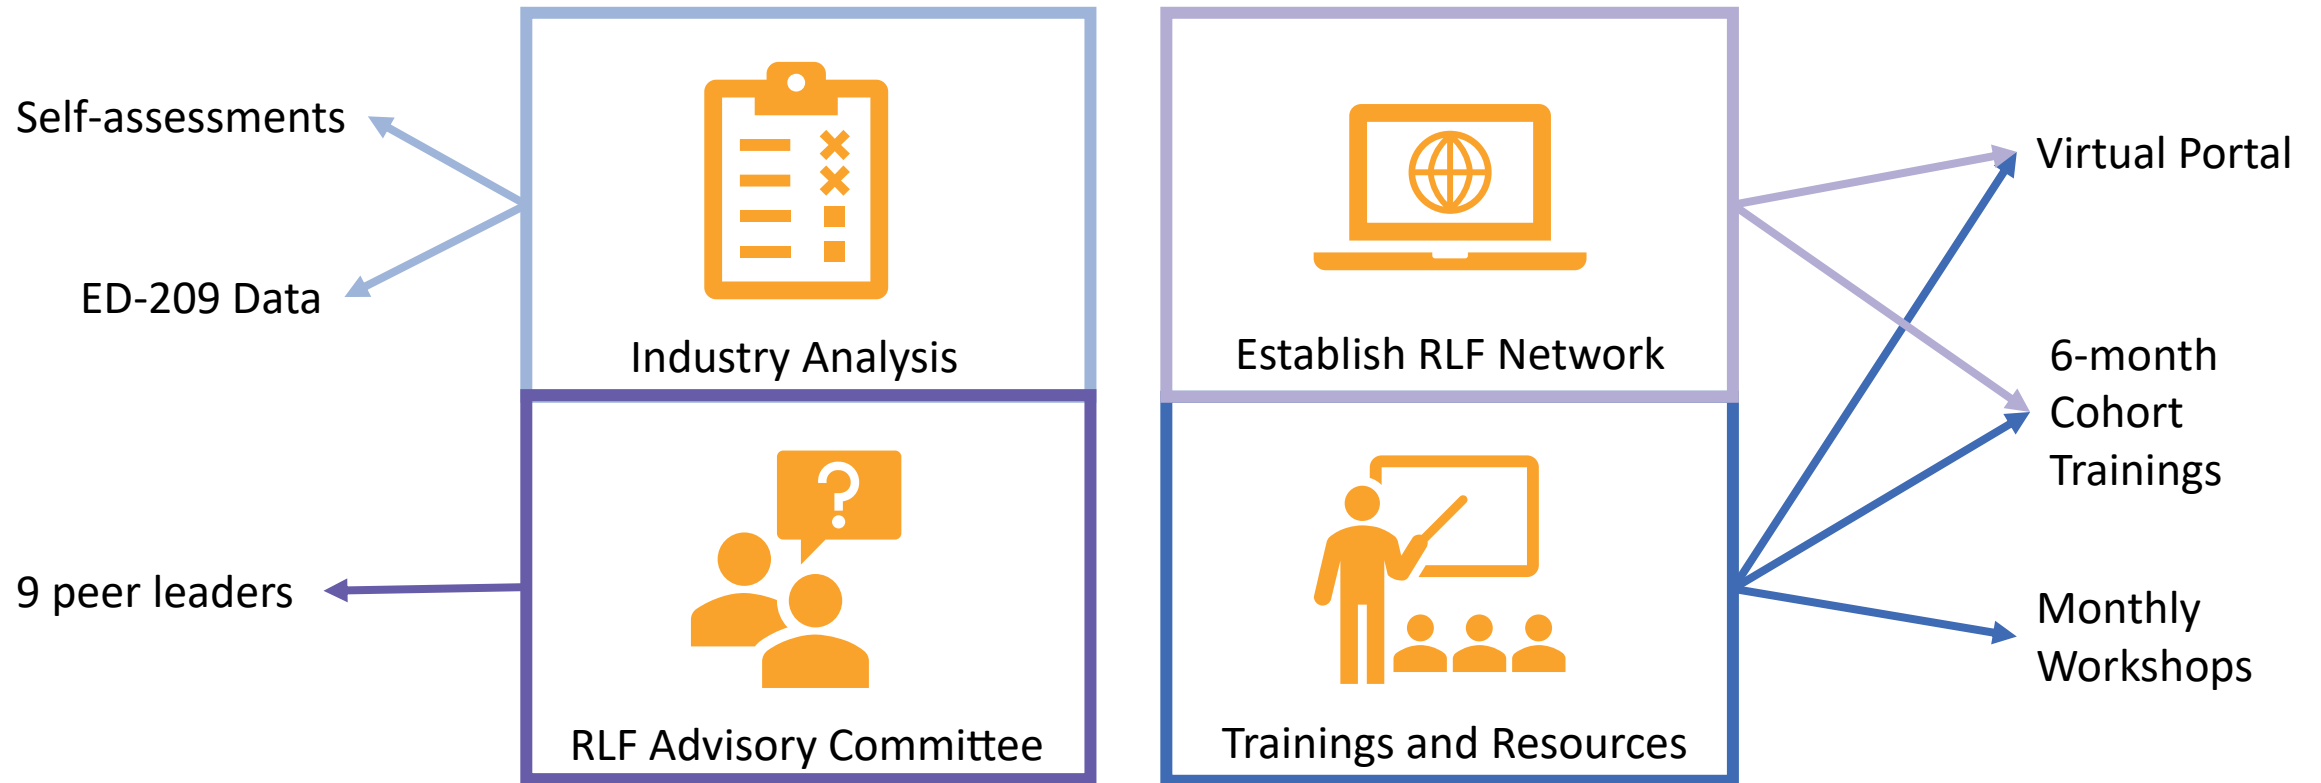 Self-assessments
ED-209 Data
9 peer leaders
Industry Analysis
RLF Advisory Committee
?
Establish RLF Network
Trainings and Resources
Virtual Portal
6-month
Cohort
Trainings
Monthly
Workshops